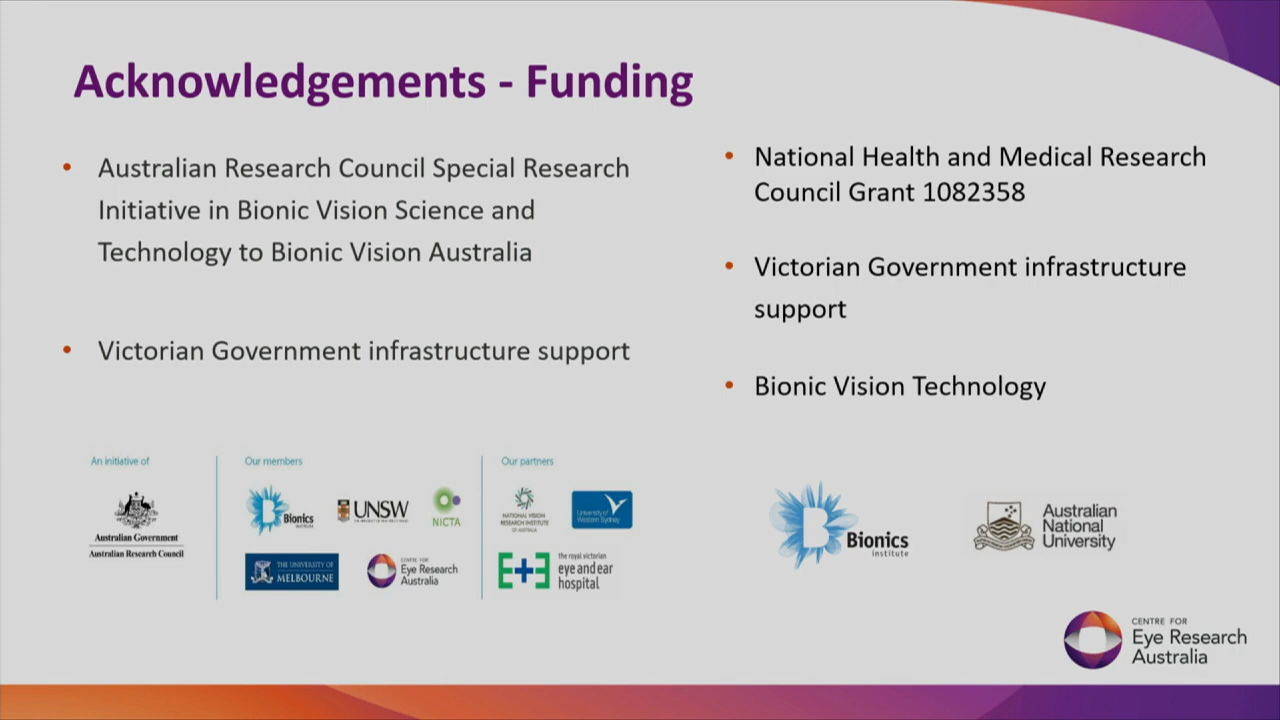 Acknowledgements - Funding
• Australian Research Council Special Research
Initiative in Bionic Vision Science and
Technology to Bionic Vision Australia
• Victorian Government infrastructure support
• National Health and Medical Research
Council Grant 1082358
• Victorian Government infrastructure
support
• Bionic Vision Technology
An initiative of
Australian Government
Australian Research Council
Our members
Bionics
INSTITUTE
UNSW
NICTA
THE UNIVERSITY OF
MELBOURNE
CENTRE FOR
Eye Research
Australia
Our partners
NATIONAL VISION
RESEARCH INSTITUTE
OF AUSTRALIA
University of
Western Sydney
the royal victorian
eye and ear
hospital
Bionics
institute
Australian
National
University
CENTRE FOR
Eye Research
Australia